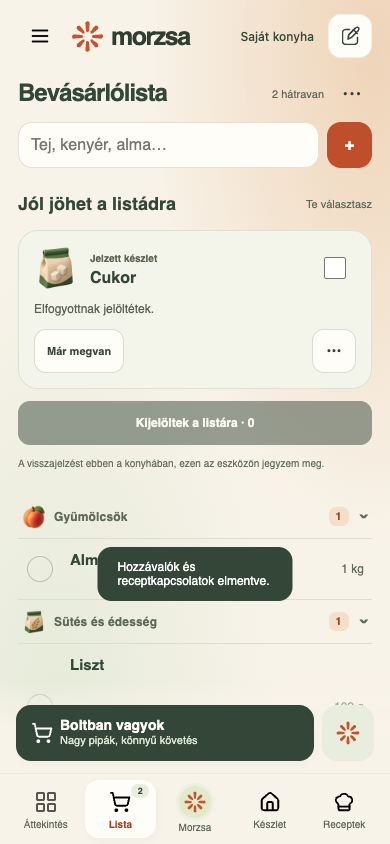 morzsa
Saját konyha
Bevásárlólista
2 hátravan
Tej, kenyér, alma…
+
Jól jöhet a listádra
Te választasz
Jelzett készlet
Cukor
Elfogyottnak jelöltétek.
Már megvan
Kijelöltek a listára · 0
A visszajelzést ebben a konyhában, ezen az eszközön jegyzem meg.
Gyümölcsök
1
1 kg
Hozzávalók és
receptkapcsolatok elmentve.
Sütés és édesség
1
Liszt
Boltban vagyok
Nagy pipák, könnyű követés
2
Áttekintés
Lista
Morzsa
Készlet
Receptek